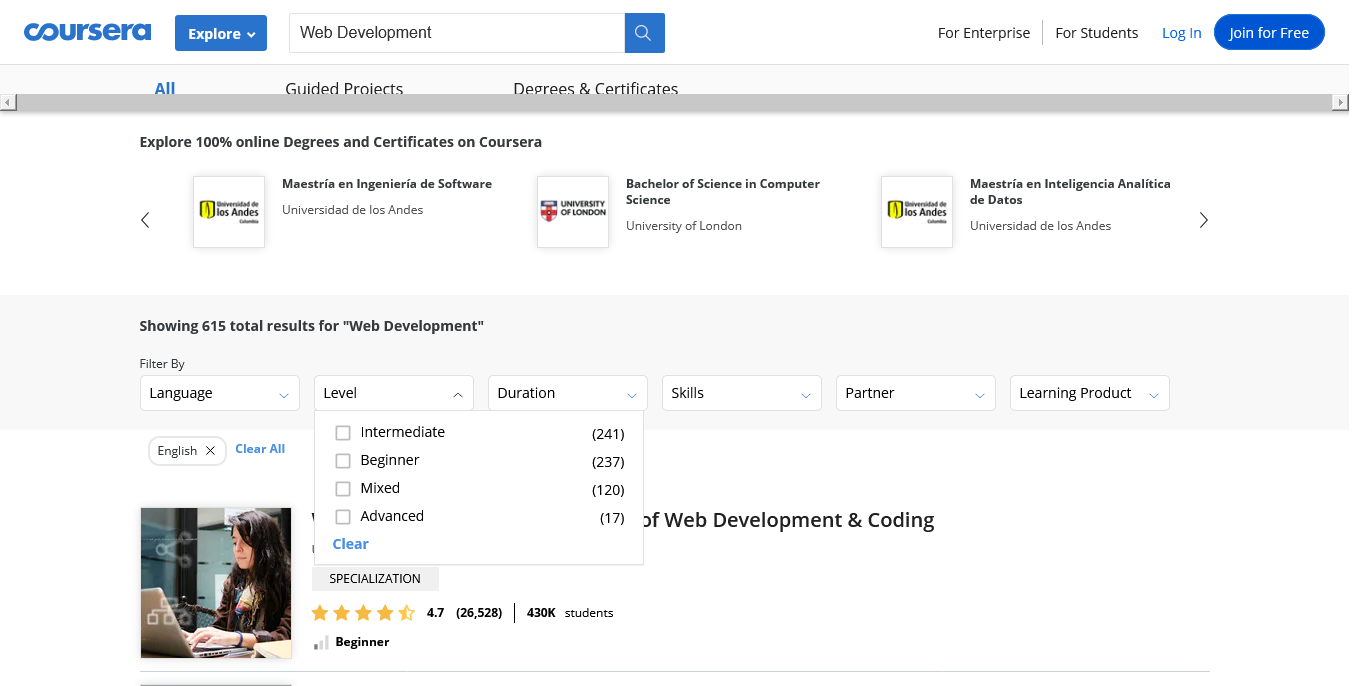 coursera
Explore
Web Development
For Enterprise
For Students
Log In
Join for Free
All
Guided Projects
Degrees & Certificates
Explore 100% online Degrees and Certificates on Coursera
Universidad de los Andes Colombia
Maestría en Ingeniería de Software
Universidad de los Andes
UNIVERSITY OF LONDON
Bachelor of Science in Computer
Science
University of London
Universidad de los Andes Colombia
Maestría en Inteligencia Analítica
de Datos
Universidad de los Andes
Showing 615 total results for "Web Development"
Filter By
Language
Level
Duration
Skills
Partner
Learning Product
Intermediate (241)
Beginner (237)
Mixed (120)
Advanced (17)
Clear
English
Clear All
of Web Development & Coding
SPECIALIZATION
4.7 (26,528) 430K students
Beginner